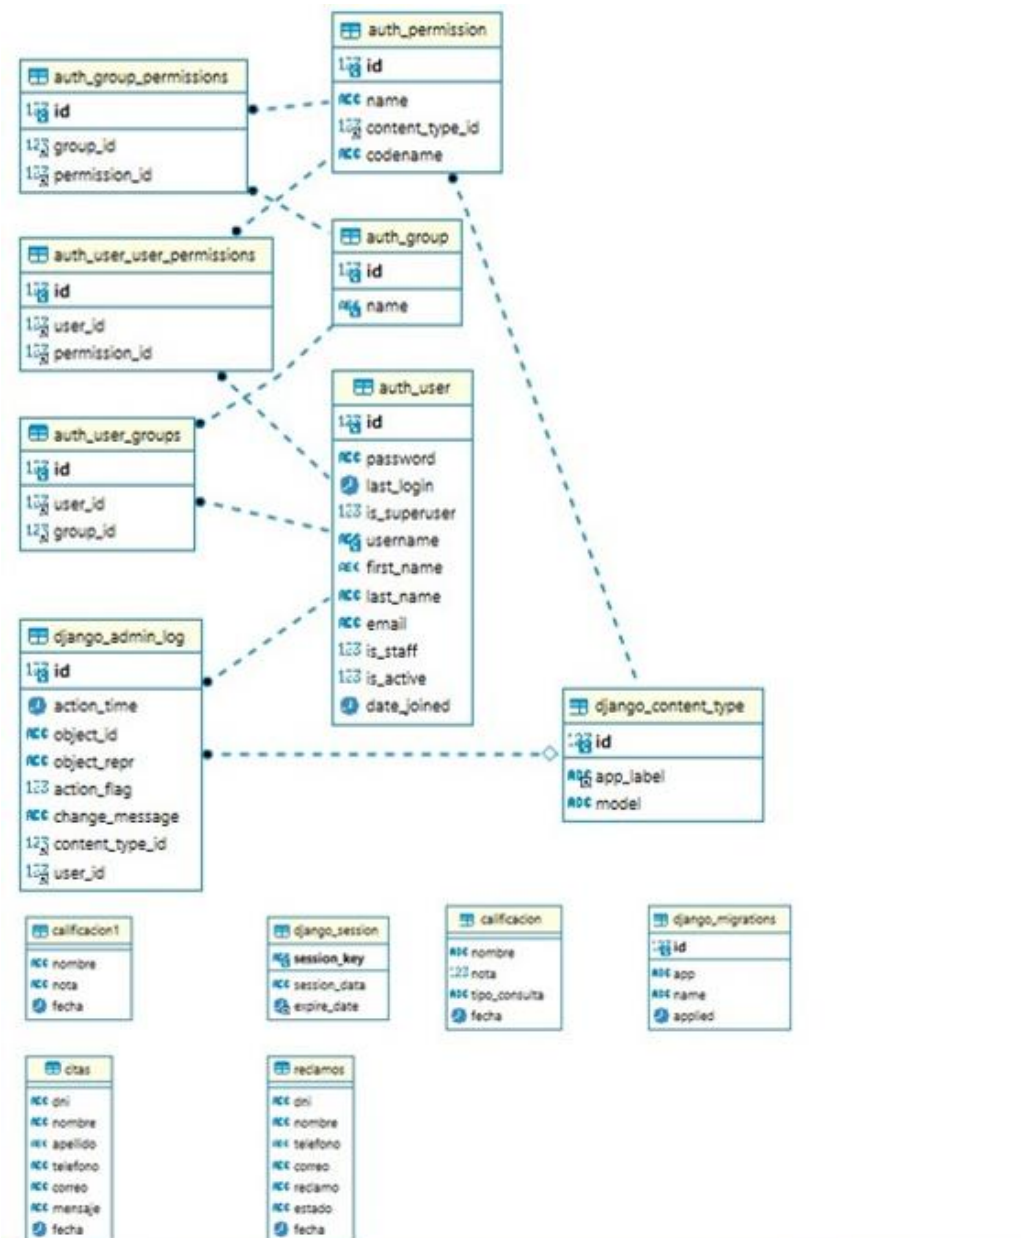 auth_permission
id
name
content_type_id
codename
auth_group_permissions
id
group_id
permission_id
auth_user_user_permissions
id
user_id
permission_id
auth_group
id
name
auth_user_groups
id
user_id
group_id
auth_user
id
password
last_login
is_superuser
username
first_name
last_name
email
is_staff
is_active
date_joined
django_admin_log
id
action_time
object_id
object_repr
action_flag
change_message
content_type_id
user_id
django_content_type
id
app_label
model
calificacion1
nombre
nota
fecha
django_session
session_key
session_data
expire_date
calificacion
nombre
nota
tipo_consulta
fecha
django_migrations
id
app
name
applied
citas
dni
nombre
apellido
telefono
correo
mensaje
fecha
reclamos
dni
nombre
telefono
correo
reclamo
estado
fecha